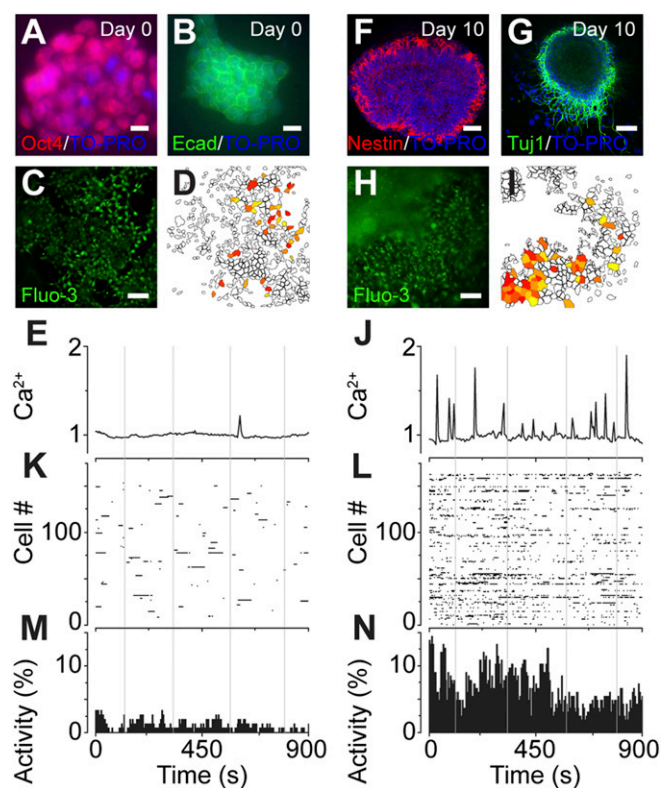 A Day 0
Oct4/TO-PRO
B Day 0
Ecad/TO-PRO
F Day 10
Nestin/TO-PRO
G Day 10
Tuj1/TO-PRO
C
Fluo-3
D
H
Fluo-3
I
E
2
1
Ca2+
J
2
1
Ca2+
K
100
0
Cell #
L
100
0
Cell #
M
10
0
Activity (%)
0 450 900
Time (s)
N
10
0
Activity (%)
0 450 900
Time (s)